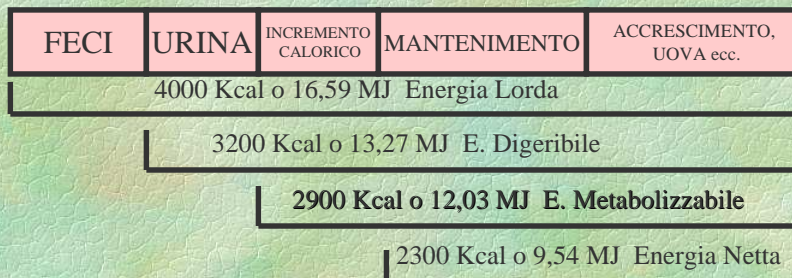 FECI URINA INCREMENTO CALORICO MANTENIMENTO ACCRESCIMENTO, UOVA ecc.
4000 Kcal o 16,59 MJ Energia Lorda
3200 Kcal o 13,27 MJ E. Digeribile
2900 Kcal o 12,03 MJ E. Metabolizzabile
2300 Kcal o 9,54 MJ Energia Netta